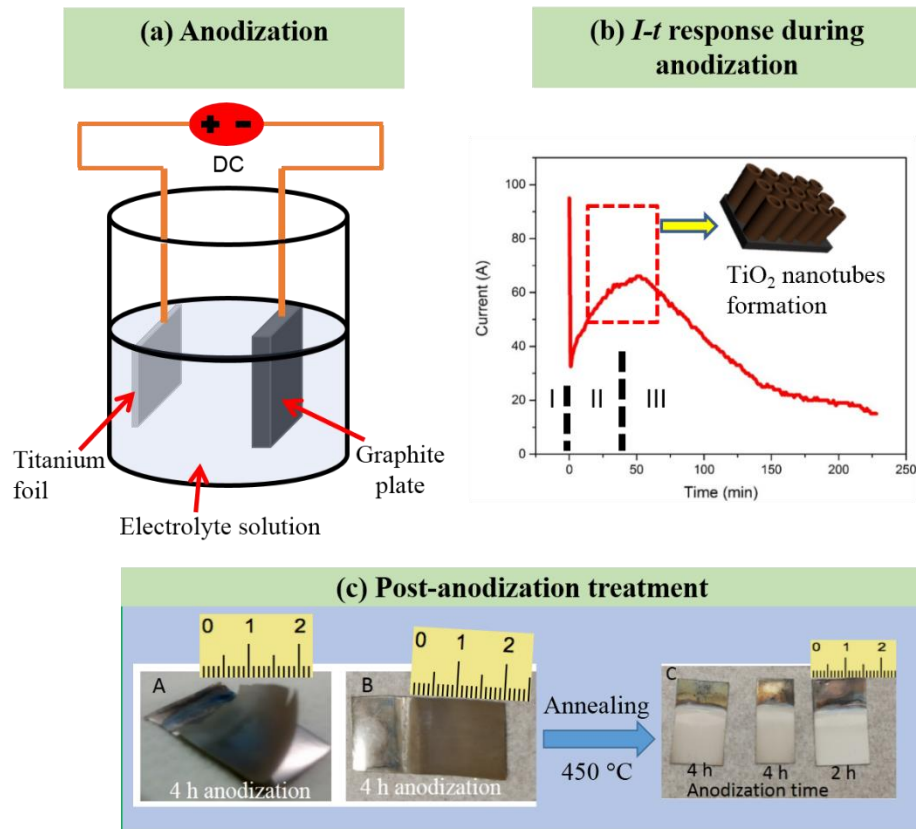 (a) Anodization
+ -
DC
Titanium
foil
Graphite
plate
Electrolyte solution
(b) I-t response during
anodization
Current (A)
100
80
60
40
20
0
TiO₂ nanotubes
formation
I II III
0 50 100 150 200 250
Time (min)
(c) Post-anodization treatment
0 1 2
A
4 h anodization
0 1 2
B
4 h anodization
Annealing
450 °C
0 1 2
C
4 h 4 h 2 h
Anodization time